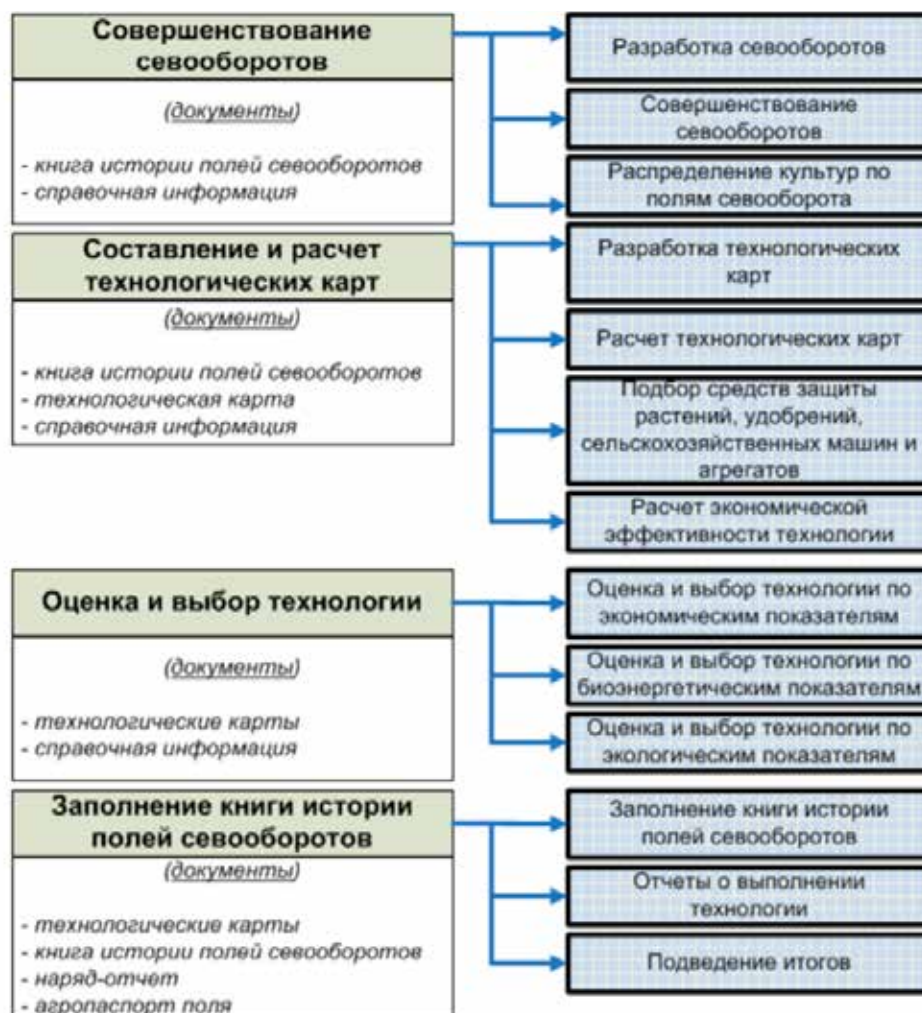 Совершенствование
севооборотов
(документы)
- книга истории полей севооборотов
- справочная информация
Разработка севооборотов
Совершенствование
севооборотов
Распределение культур по
полям севооборота
Составление и расчет
технологических карт
(документы)
- книга истории полей севооборотов
- технологическая карта
- справочная информация
Разработка технологических
карт
Расчет технологических карт
Подбор средств защиты
растений, удобрений,
сельскохозяйственных машин и
агрегатов
Расчет экономической
эффективности технологии
Оценка и выбор технологии
(документы)
- технологические карты
- справочная информация
Оценка и выбор технологии по
экономическим показателям
Оценка и выбор технологии по
биоэнергетическим показателям
Оценка и выбор технологии по
экологическим показателям
Заполнение книги истории
полей севооборотов
(документы)
- технологические карты
- книга истории полей севооборотов
- наряд-отчет
- агропаспорт поля
Заполнение книги истории
полей севооборотов
Отчеты о выполнении
технологии
Подведение итогов